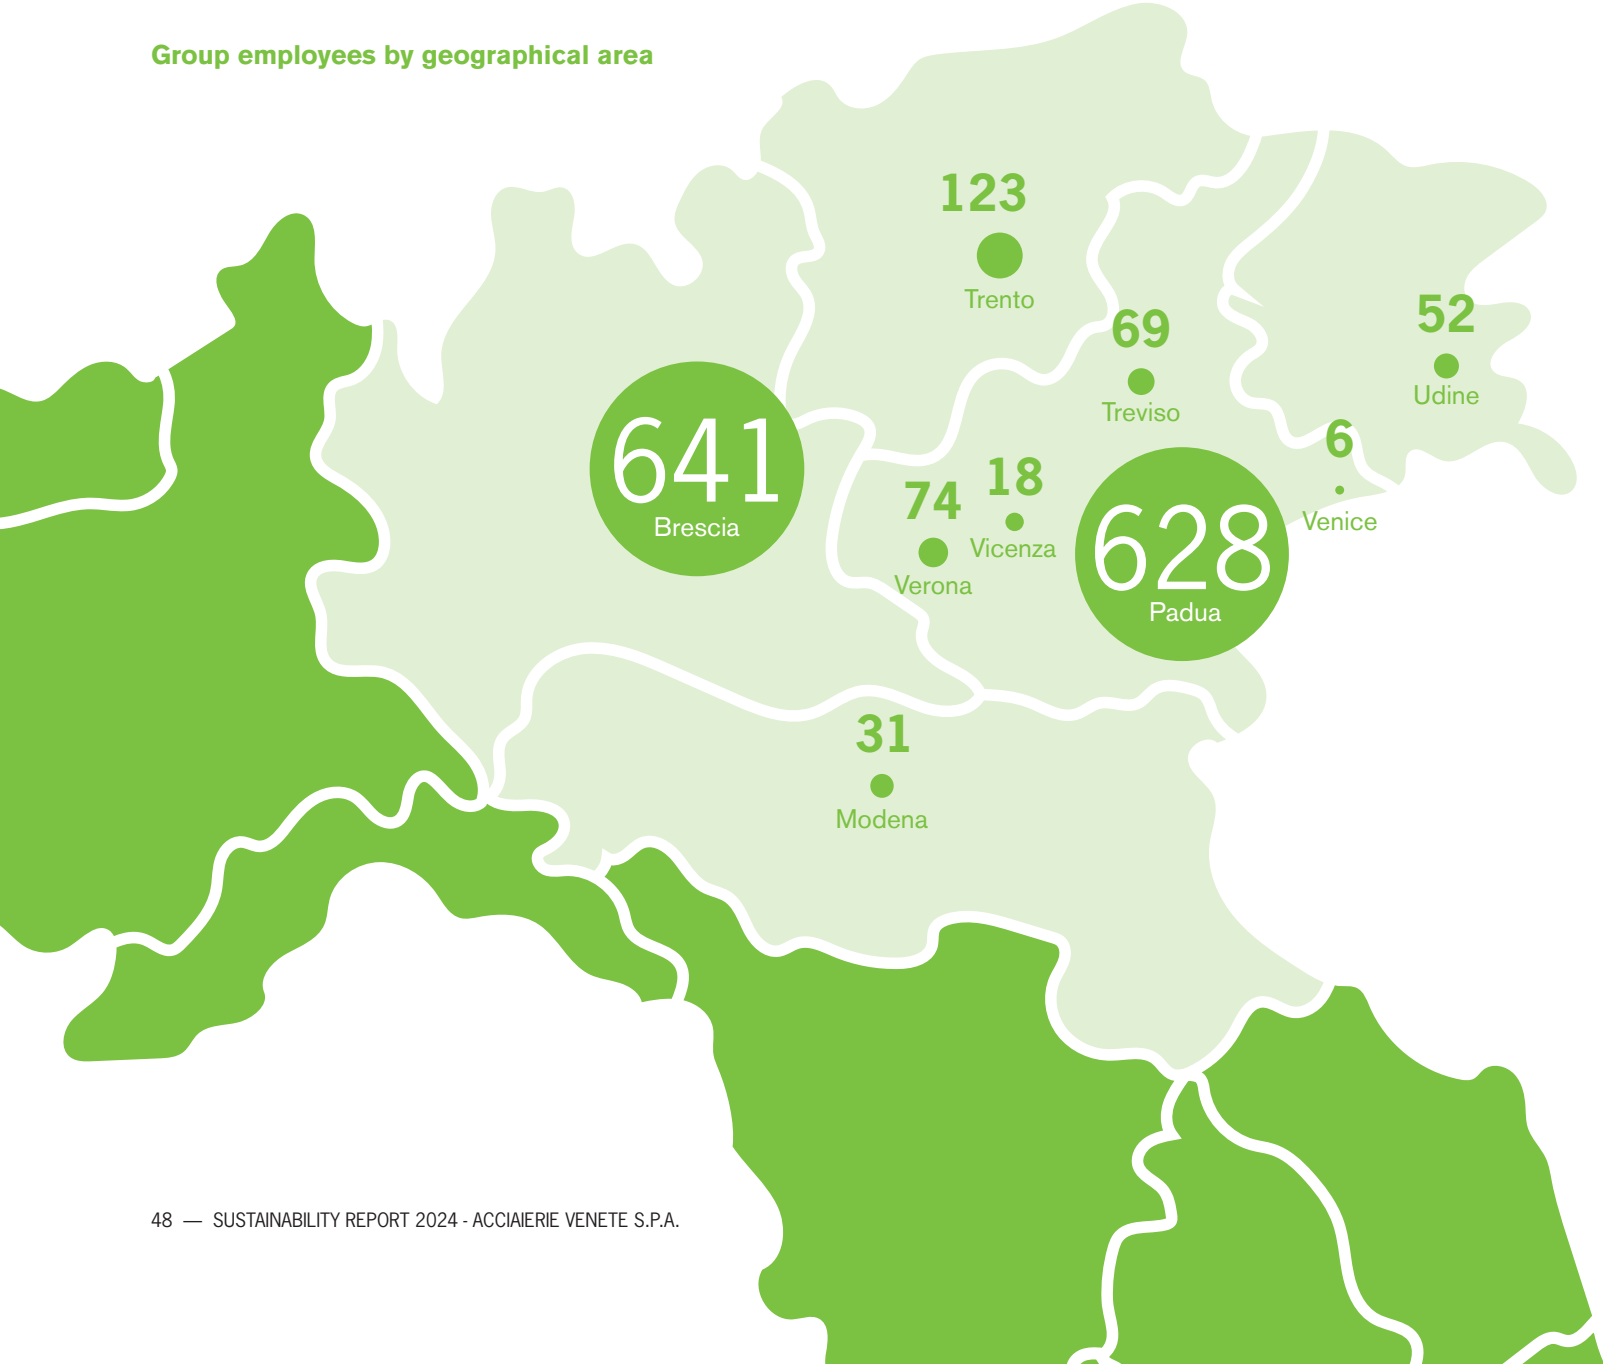 Group employees by geographical area
123
Trento
69
Treviso
52
Udine
641
Brescia
74
Verona
18
Vicenza
628
Padua
6
Venice
31
Modena
48 — SUSTAINABILITY REPORT 2024 - ACCIAIERIE VENETE S.P.A.